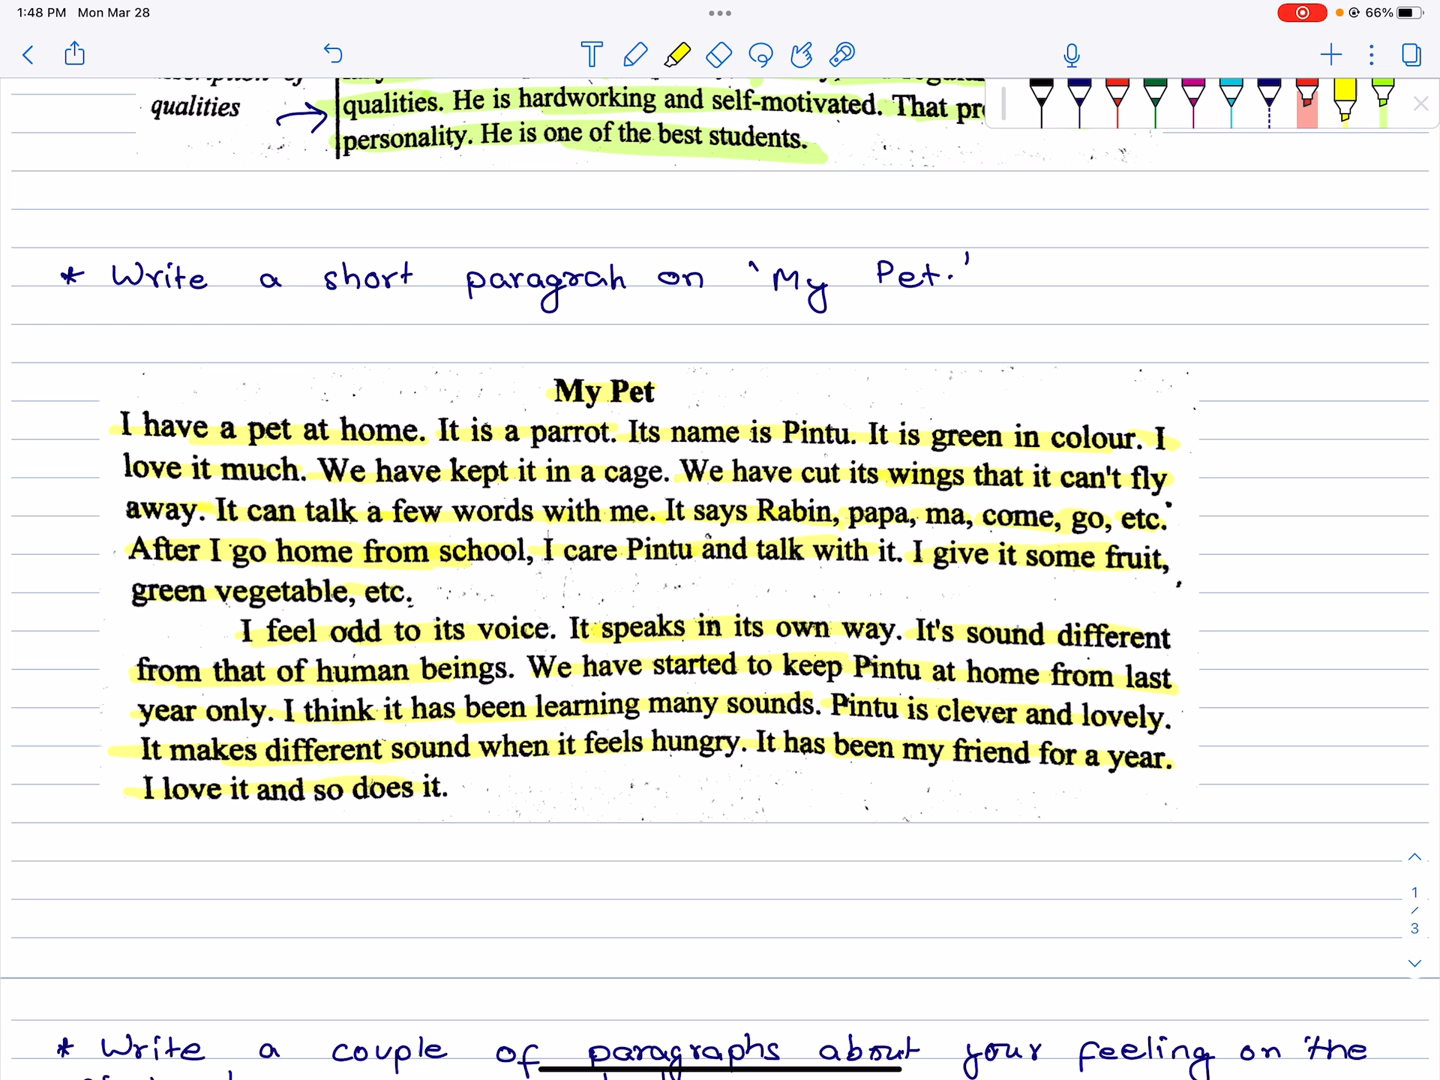 1:48 PM Mon Mar 28
66%
qualities
qualities. He is hardworking and self-motivated. That
personality. He is one of the best students.
* Write a short paragrah on 'My Pet.'
My Pet
I have a pet at home. It is a parrot. Its name is Pintu. It is green in colour. I
love it much. We have kept it in a cage. We have cut its wings that it can't fly
away. It can talk a few words with me. It says Rabin, papa, ma, come, go, etc.
After I go home from school, I care Pintu and talk with it. I give it some fruit,
green vegetable, etc.
I feel odd to its voice. It speaks in its own way. It's sound different
from that of human beings. We have started to keep Pintu at home from last
year only. I think it has been learning many sounds. Pintu is clever and lovely.
It makes different sound when it feels hungry. It has been my friend for a year.
I love it and so does it.
1
/
3
* Write a couple of paragraphs about your feeling on the